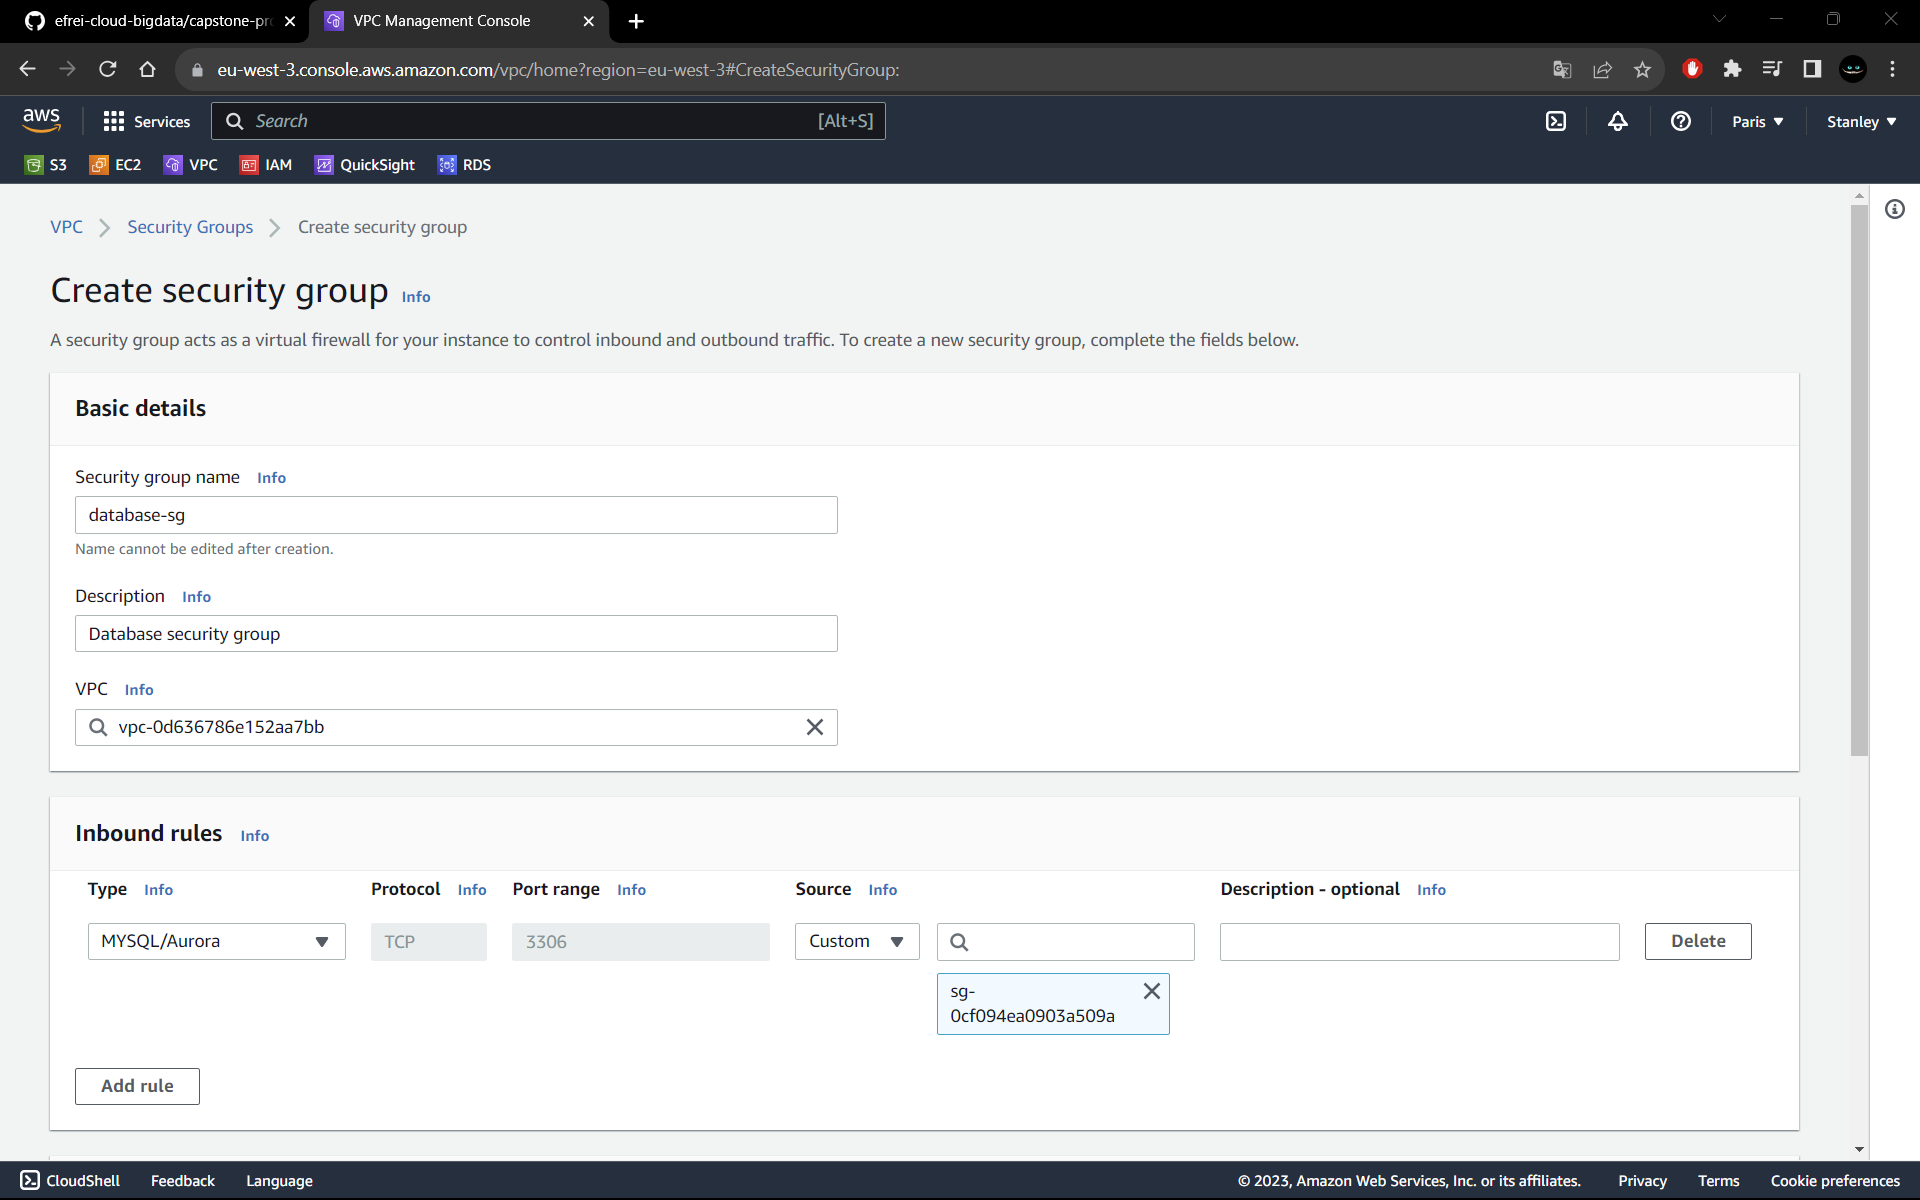 efrei-cloud-bigdata/capstone-pr
VPC Management Console
eu-west-3.console.aws.amazon.com/vpc/home?region=eu-west-3#CreateSecurityGroup:
aws
Services
Search
[Alt+S]
Paris
Stanley
S3
EC2
VPC
IAM
QuickSight
RDS
VPC
Security Groups
Create security group
Create security group Info
A security group acts as a virtual firewall for your instance to control inbound and outbound traffic. To create a new security group, complete the fields below.
Basic details
Security group name Info
database-sg
Name cannot be edited after creation.
Description Info
Database security group
VPC Info
vpc-0d636786e152aa7bb
Inbound rules Info
Type Info
Protocol Info
Port range Info
Source Info
Description - optional Info
MYSQL/Aurora
TCP
3306
Custom
Delete
sg-
0cf094ea0903a509a
Add rule
CloudShell
Feedback
Language
© 2023, Amazon Web Services, Inc. or its affiliates.
Privacy
Terms
Cookie preferences